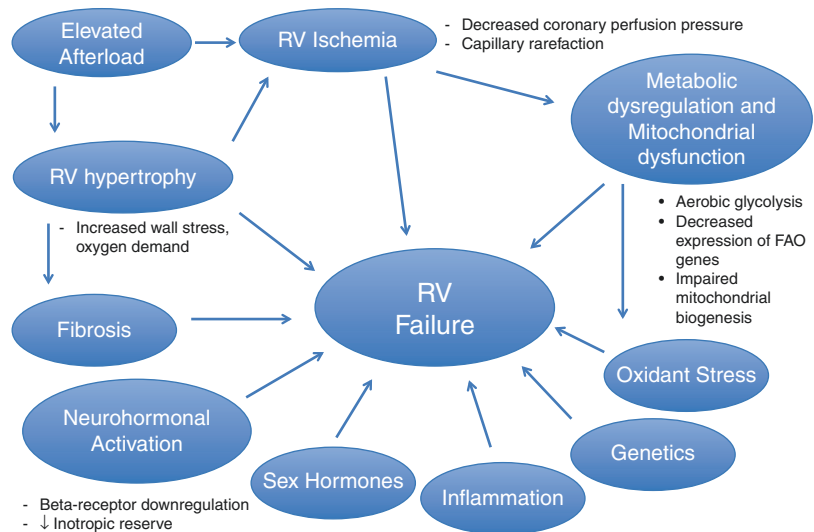 Elevated
Afterload
RV Ischemia
- Decreased coronary perfusion pressure
- Capillary rarefaction
Metabolic
dysregulation and
Mitochondrial
dysfunction
RV hypertrophy
- Increased wall stress,
oxygen demand
• Aerobic glycolysis
• Decreased
expression of FAO
genes
• Impaired
mitochondrial
biogenesis
RV
Failure
Fibrosis
Oxidant Stress
Neurohormonal
Activation
Genetics
Sex Hormones
Inflammation
- Beta-receptor downregulation
- ↓ Inotropic reserve